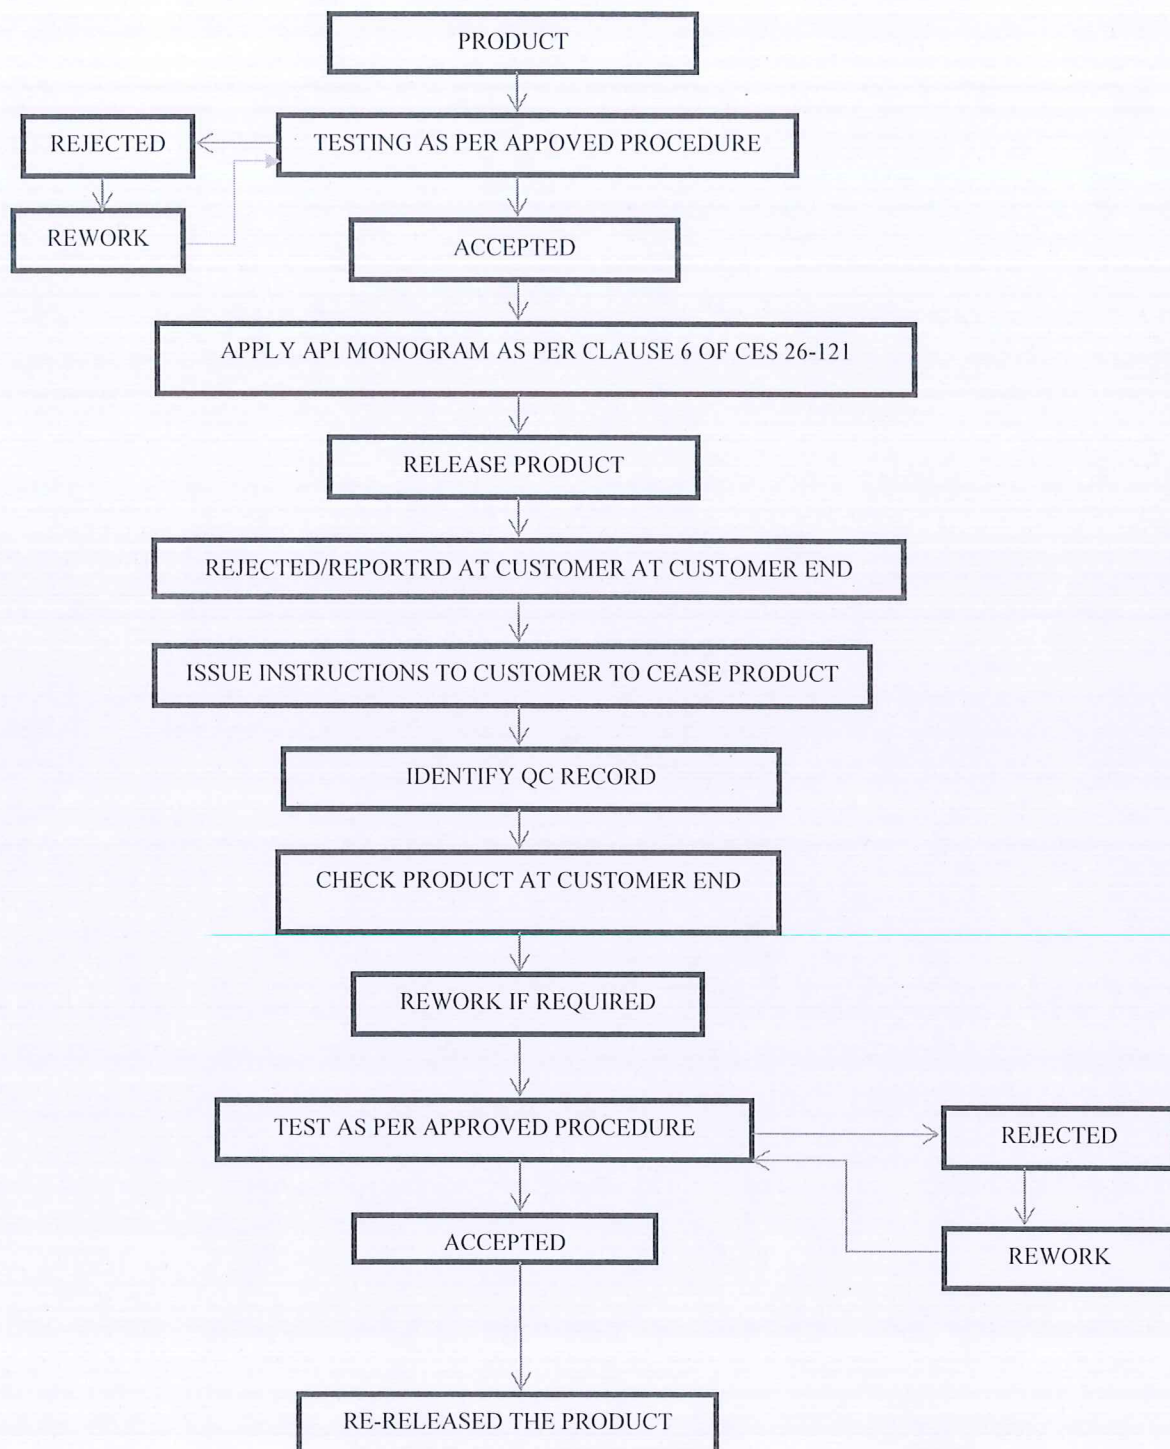 PRODUCT
REJECTED
TESTING AS PER APPOVED PROCEDURE
REWORK
ACCEPTED
APPLY API MONOGRAM AS PER CLAUSE 6 OF CES 26-121
RELEASE PRODUCT
REJECTED/REPORTRD AT CUSTOMER AT CUSTOMER END
ISSUE INSTRUCTIONS TO CUSTOMER TO CEASE PRODUCT
IDENTIFY QC RECORD
CHECK PRODUCT AT CUSTOMER END
REWORK IF REQUIRED
TEST AS PER APPROVED PROCEDURE
REJECTED
ACCEPTED
REWORK
RE-RELEASED THE PRODUCT